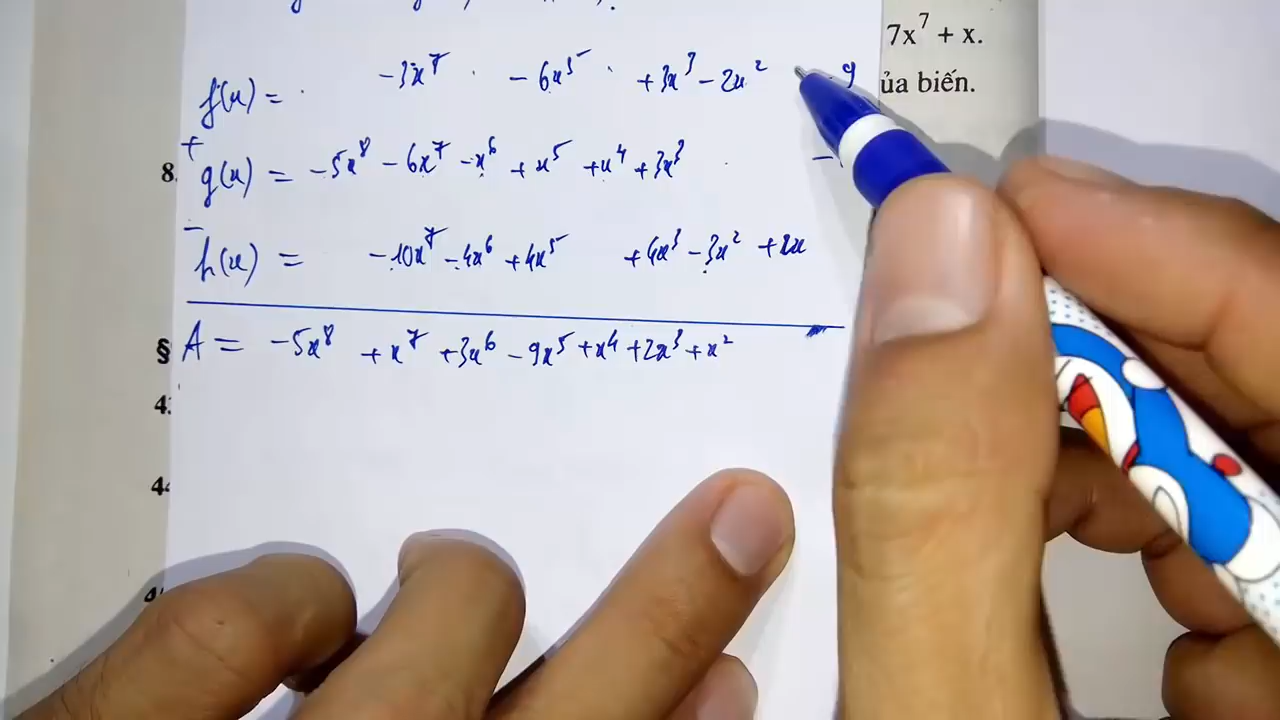 7x⁷ + x.
f(x) = -3x⁷ - 6x⁵ + 3x³ - 2x² 9
ủa biến.
8. + g(x) = -5x⁸ - 6x⁷ - x⁶ + x⁵ + x⁴ + 3x³ -
- h(x) = -10x⁷ - 4x⁶ + 4x⁵ + 4x³ - 3x² + 2x
§ A = -5x⁸ + x⁷ + 3x⁶ - 9x⁵ + x⁴ + 2x³ + x²
4
4